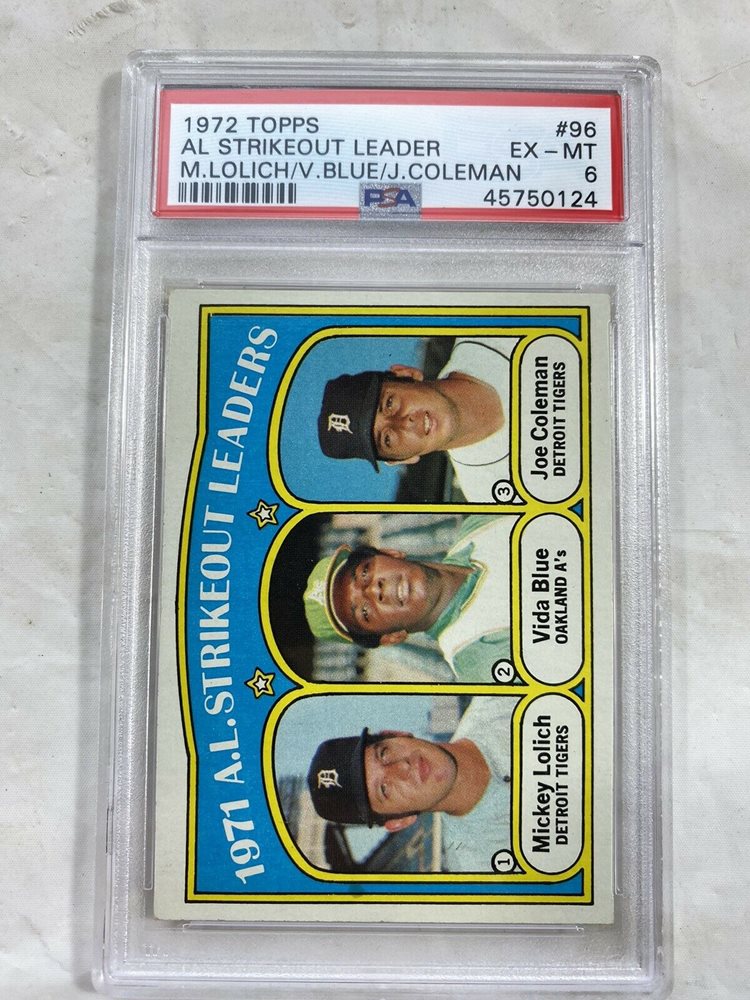 1972 TOPPS #96
AL STRIKEOUT LEADER EX - MT
M.LOLICH/V.BLUE/J.COLEMAN 6
PSA 45750124
1971 A.L. STRIKEOUT LEADERS
1
Mickey Lolich
DETROIT TIGERS
2
Vida Blue
OAKLAND A's
3
Joe Coleman
DETROIT TIGERS
D
D